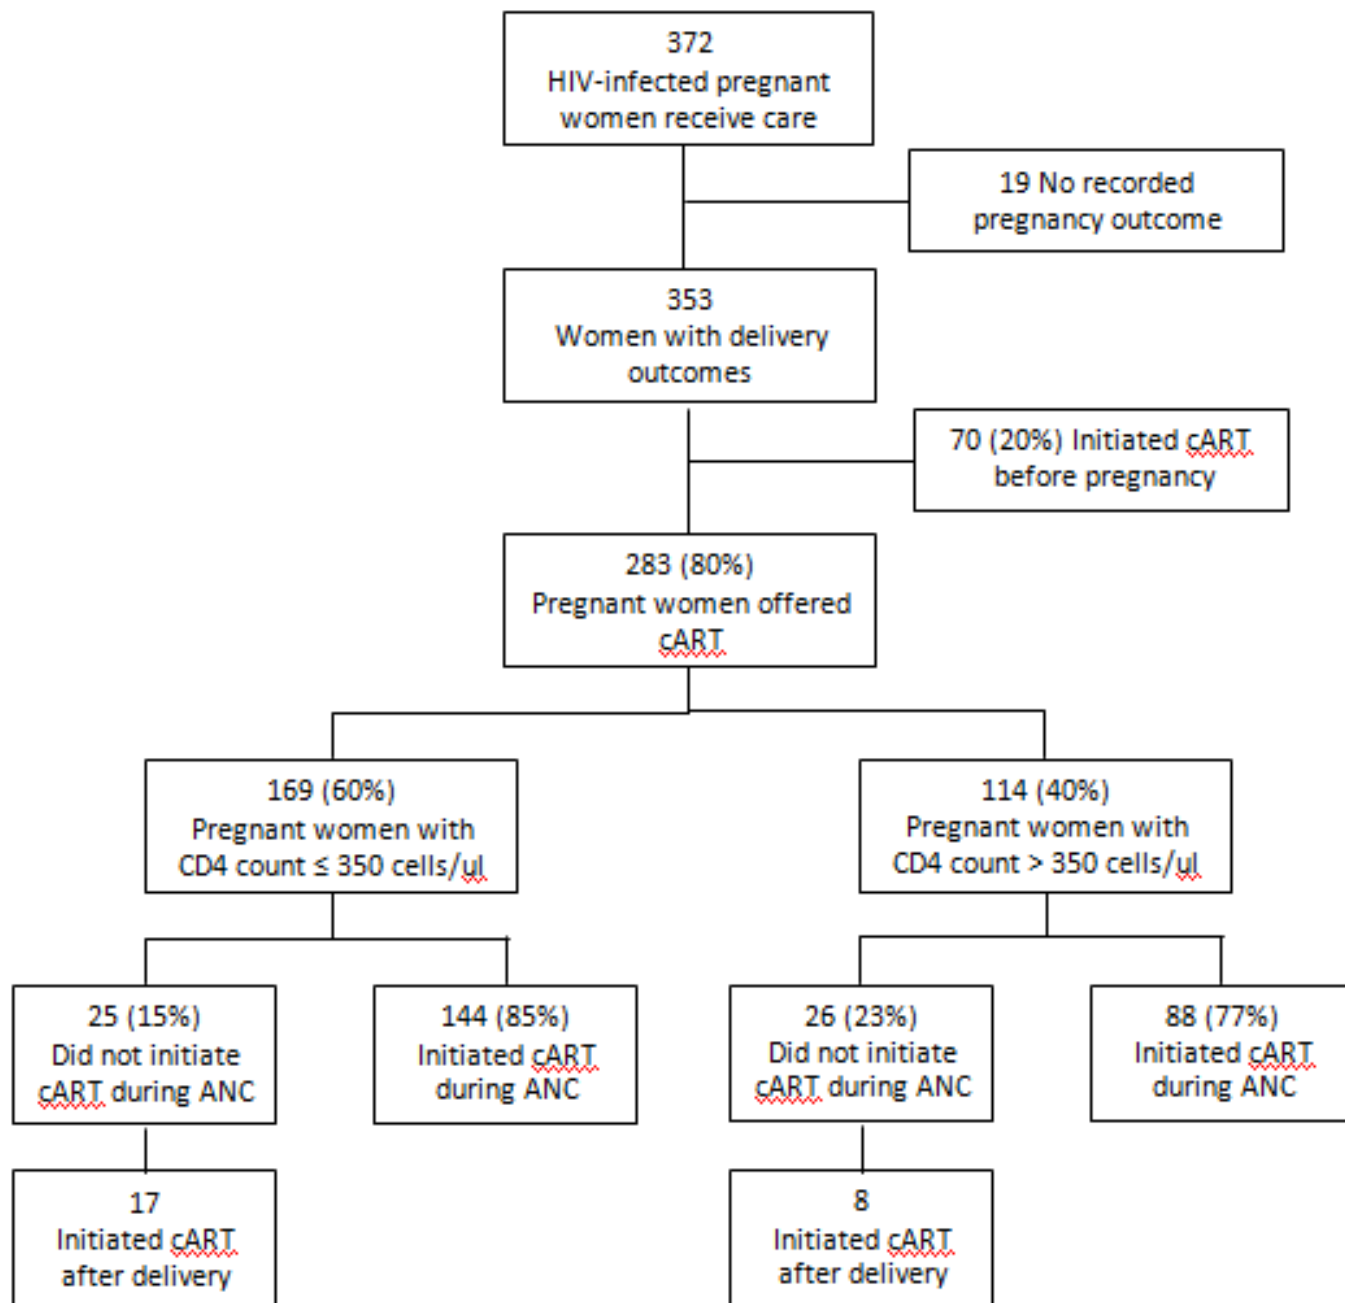 372
HIV-infected pregnant
women receive care
19 No recorded
pregnancy outcome
353
Women with delivery
outcomes
70 (20%) Initiated cART
before pregnancy
283 (80%)
Pregnant women offered
cART
169 (60%)
Pregnant women with
CD4 count ≤ 350 cells/ul
114 (40%)
Pregnant women with
CD4 count > 350 cells/ul
25 (15%)
Did not initiate
cART during ANC
144 (85%)
Initiated cART
during ANC
26 (23%)
Did not initiate
cART during ANC
88 (77%)
Initiated cART
during ANC
17
Initiated cART
after delivery
8
Initiated cART
after delivery